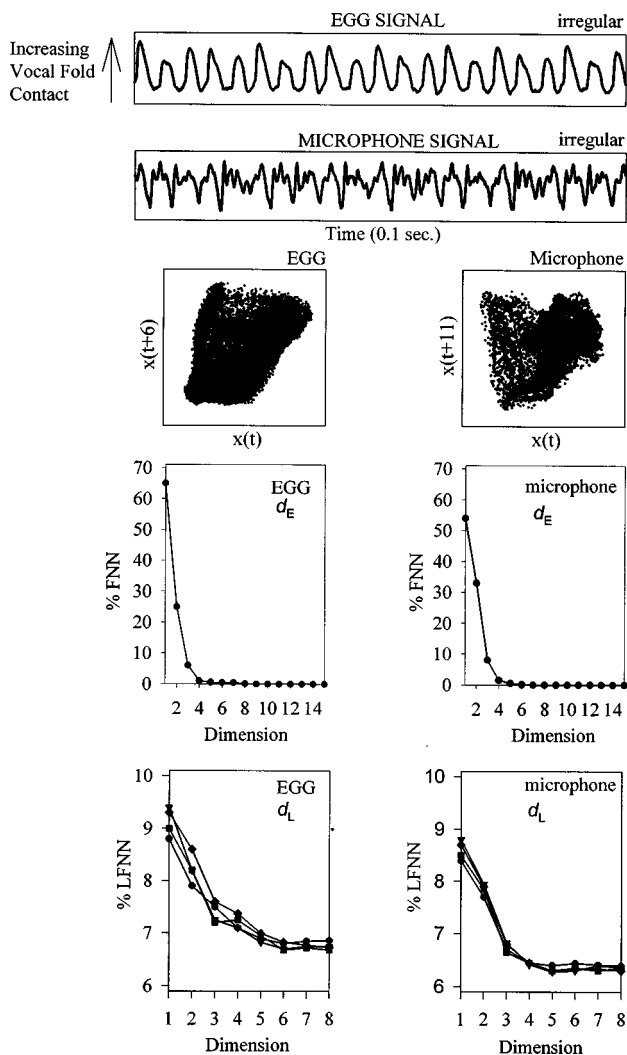 EGG SIGNAL irregular
Increasing
Vocal Fold
Contact
MICROPHONE SIGNAL irregular
Time (0.1 sec.)
EGG Microphone
x(t+6) x(t+11)
x(t) x(t)
70 70
EGG microphone
60 d_E 60 d_E
50 50
% FNN % FNN
40 40
30 30
20 20
10 10
0 0
2 4 6 8 10 12 14 2 4 6 8 10 12 14
Dimension Dimension
10 10
EGG microphone
d_L d_L
9 9
% LFNN % LFNN
8 8
7 7
6 6
1 2 3 4 5 6 7 8 1 2 3 4 5 6 7 8
Dimension Dimension